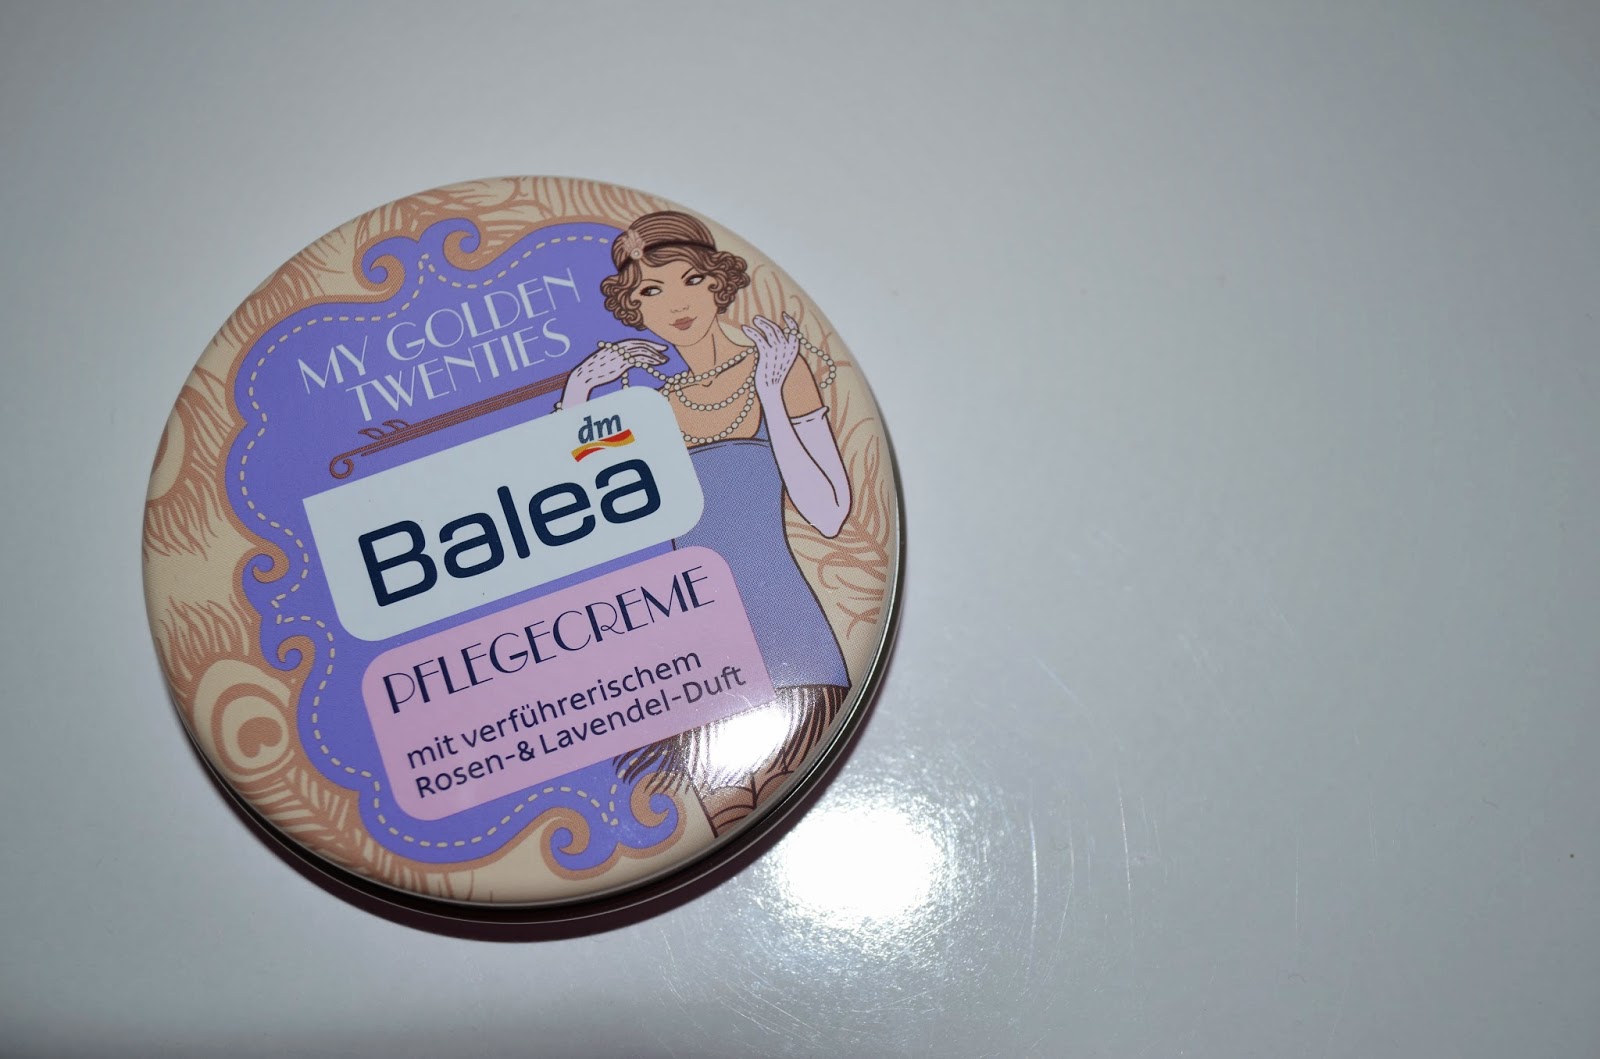 MY GOLDEN
TWENTIES
dm
Balea
PFLEGECREME
mit verführerischem
Rosen-& Lavendel-Duft